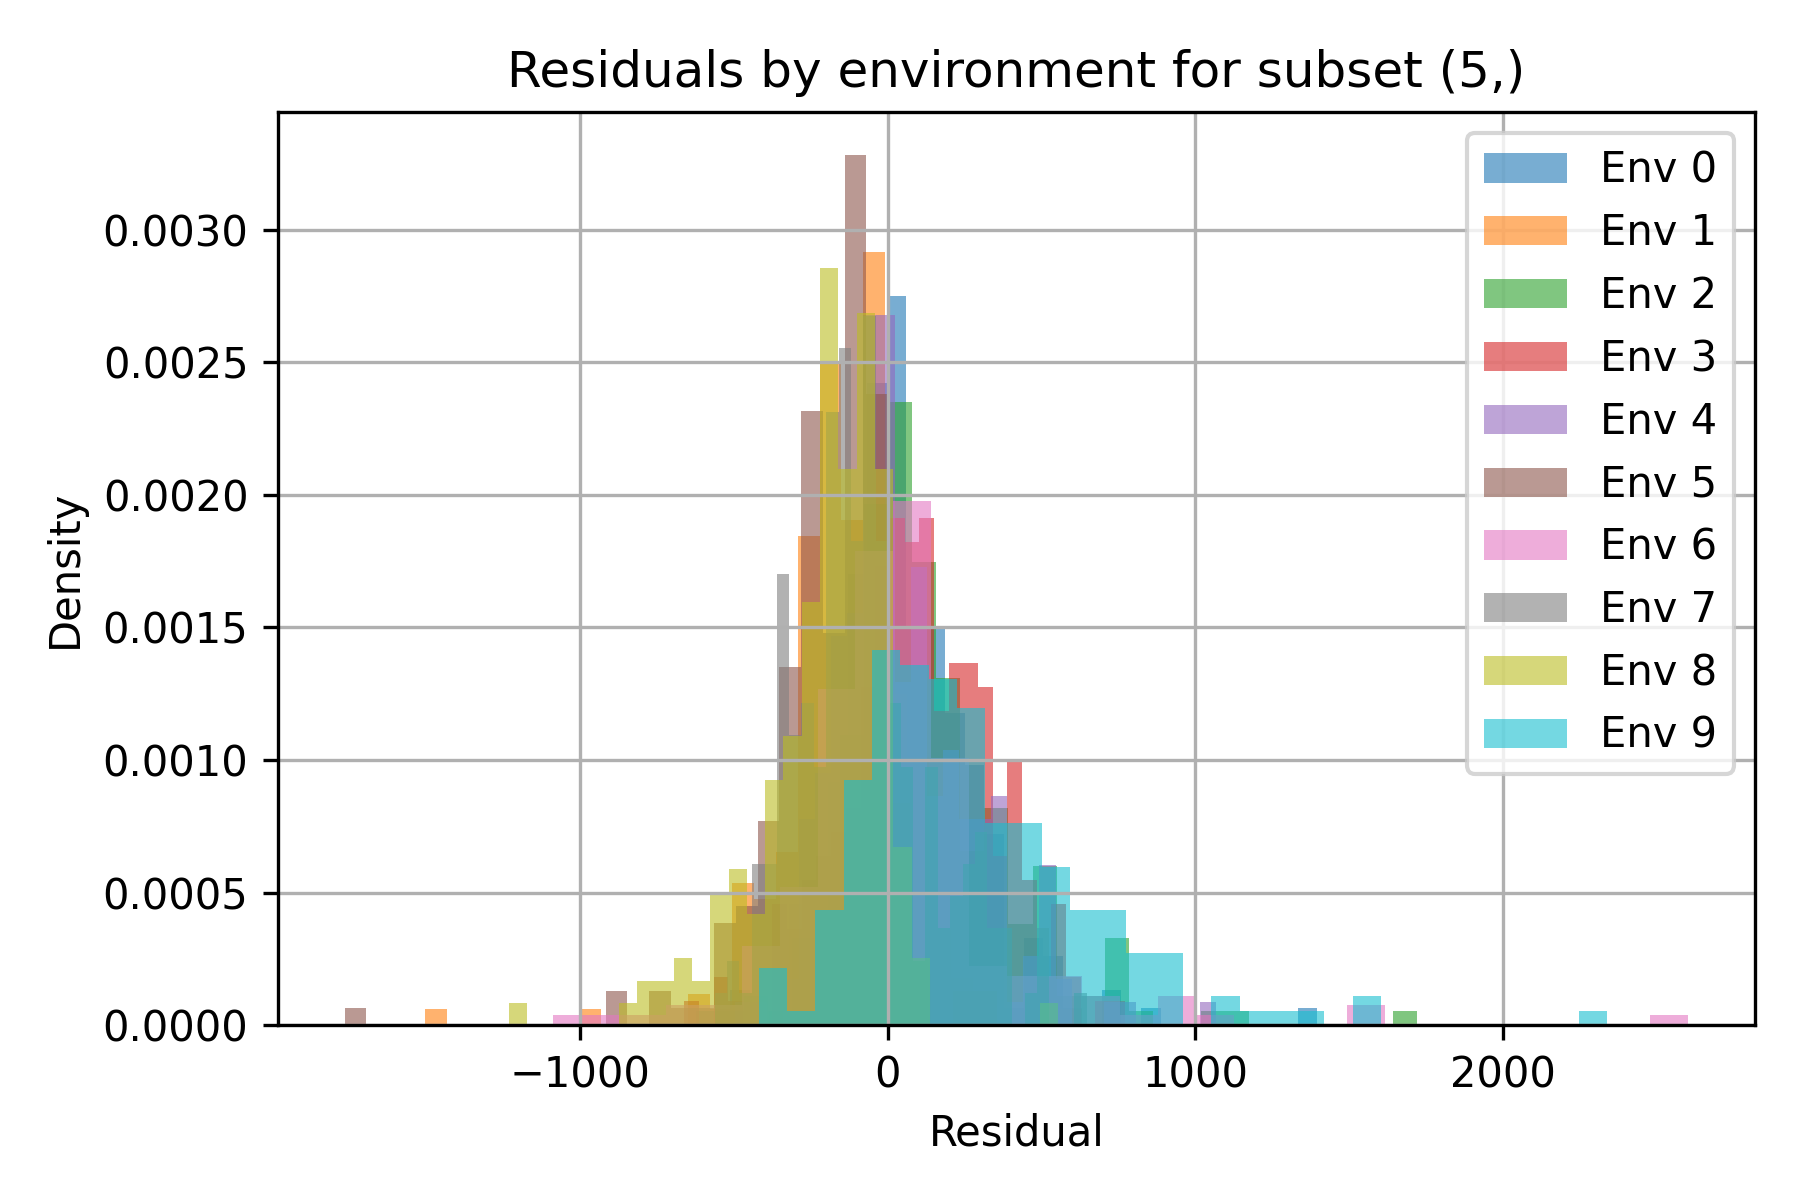 Residuals by environment for subset (5,)
Density
0.0030
0.0025
0.0020
0.0015
0.0010
0.0005
0.0000
−1000
0
1000
2000
Residual
Env 0
Env 1
Env 2
Env 3
Env 4
Env 5
Env 6
Env 7
Env 8
Env 9